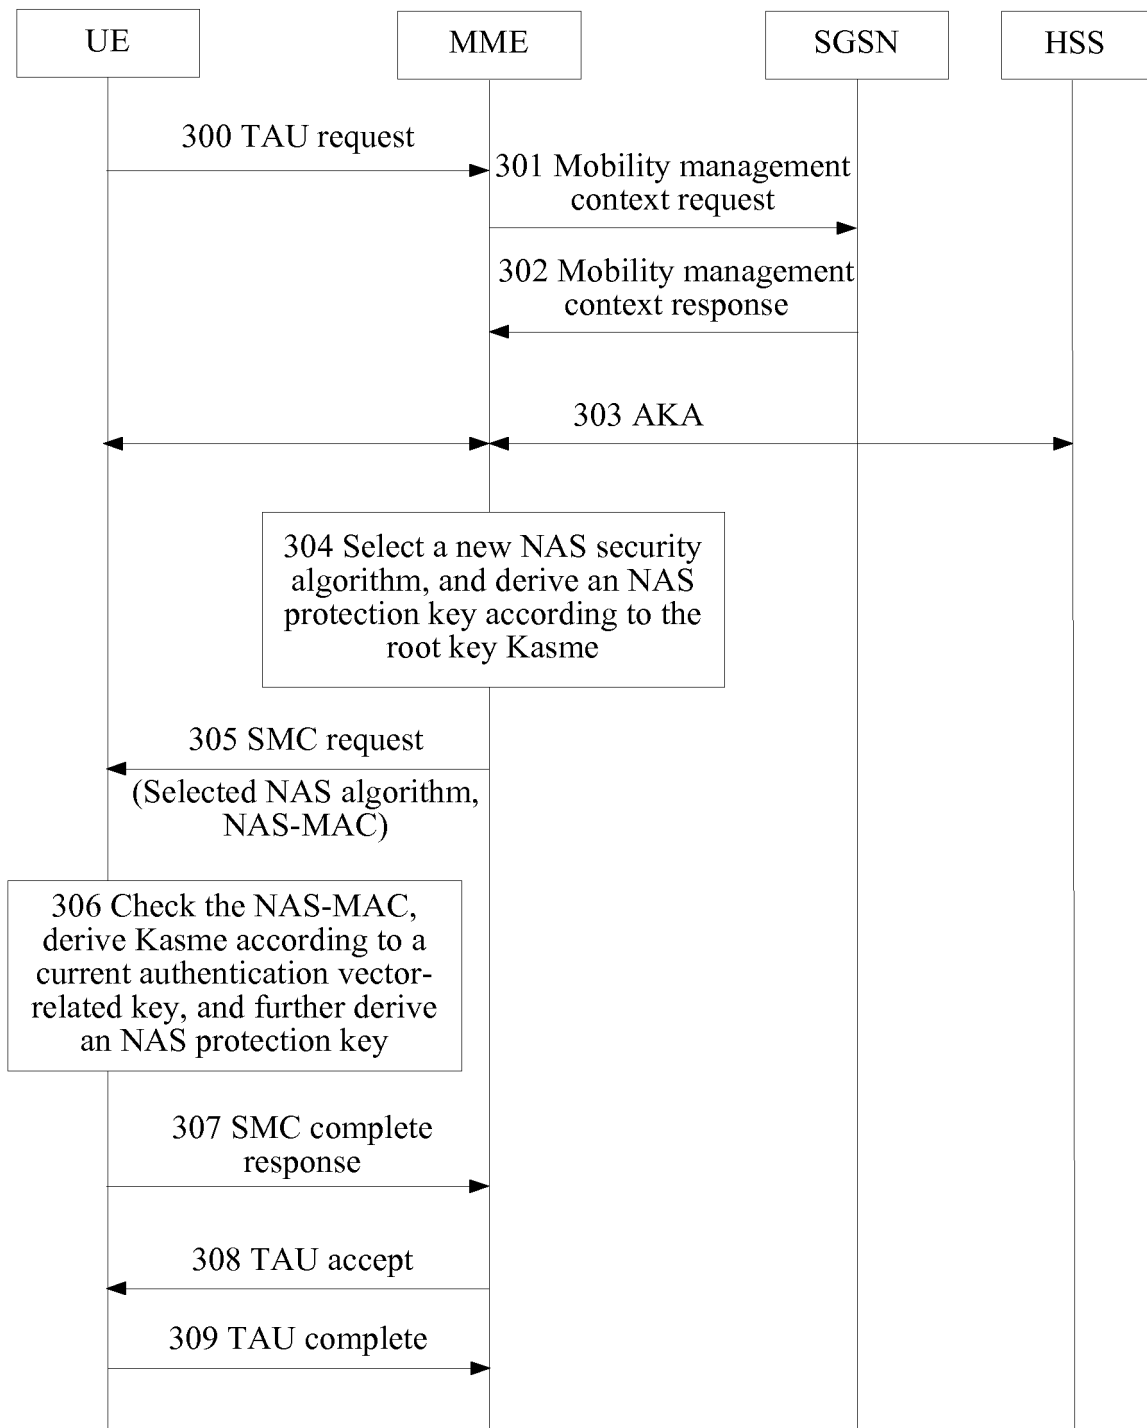 UE
MME
SGSN
HSS
300 TAU request
301 Mobility management
context request
302 Mobility management
context response
303 AKA
304 Select a new NAS security
algorithm, and derive an NAS
protection key according to the
root key Kasme
305 SMC request
(Selected NAS algorithm,
NAS-MAC)
306 Check the NAS-MAC,
derive Kasme according to a
current authentication vector-
related key, and further derive
an NAS protection key
307 SMC complete
response
308 TAU accept
309 TAU complete